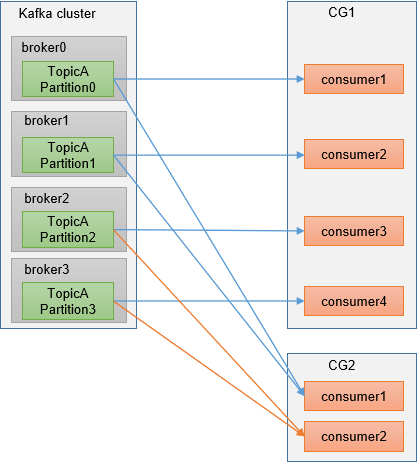 Kafka cluster
broker0
TopicA
Partition0
broker1
TopicA
Partition1
broker2
TopicA
Partition2
broker3
TopicA
Partition3
CG1
consumer1
consumer2
consumer3
consumer4
CG2
consumer1
consumer2